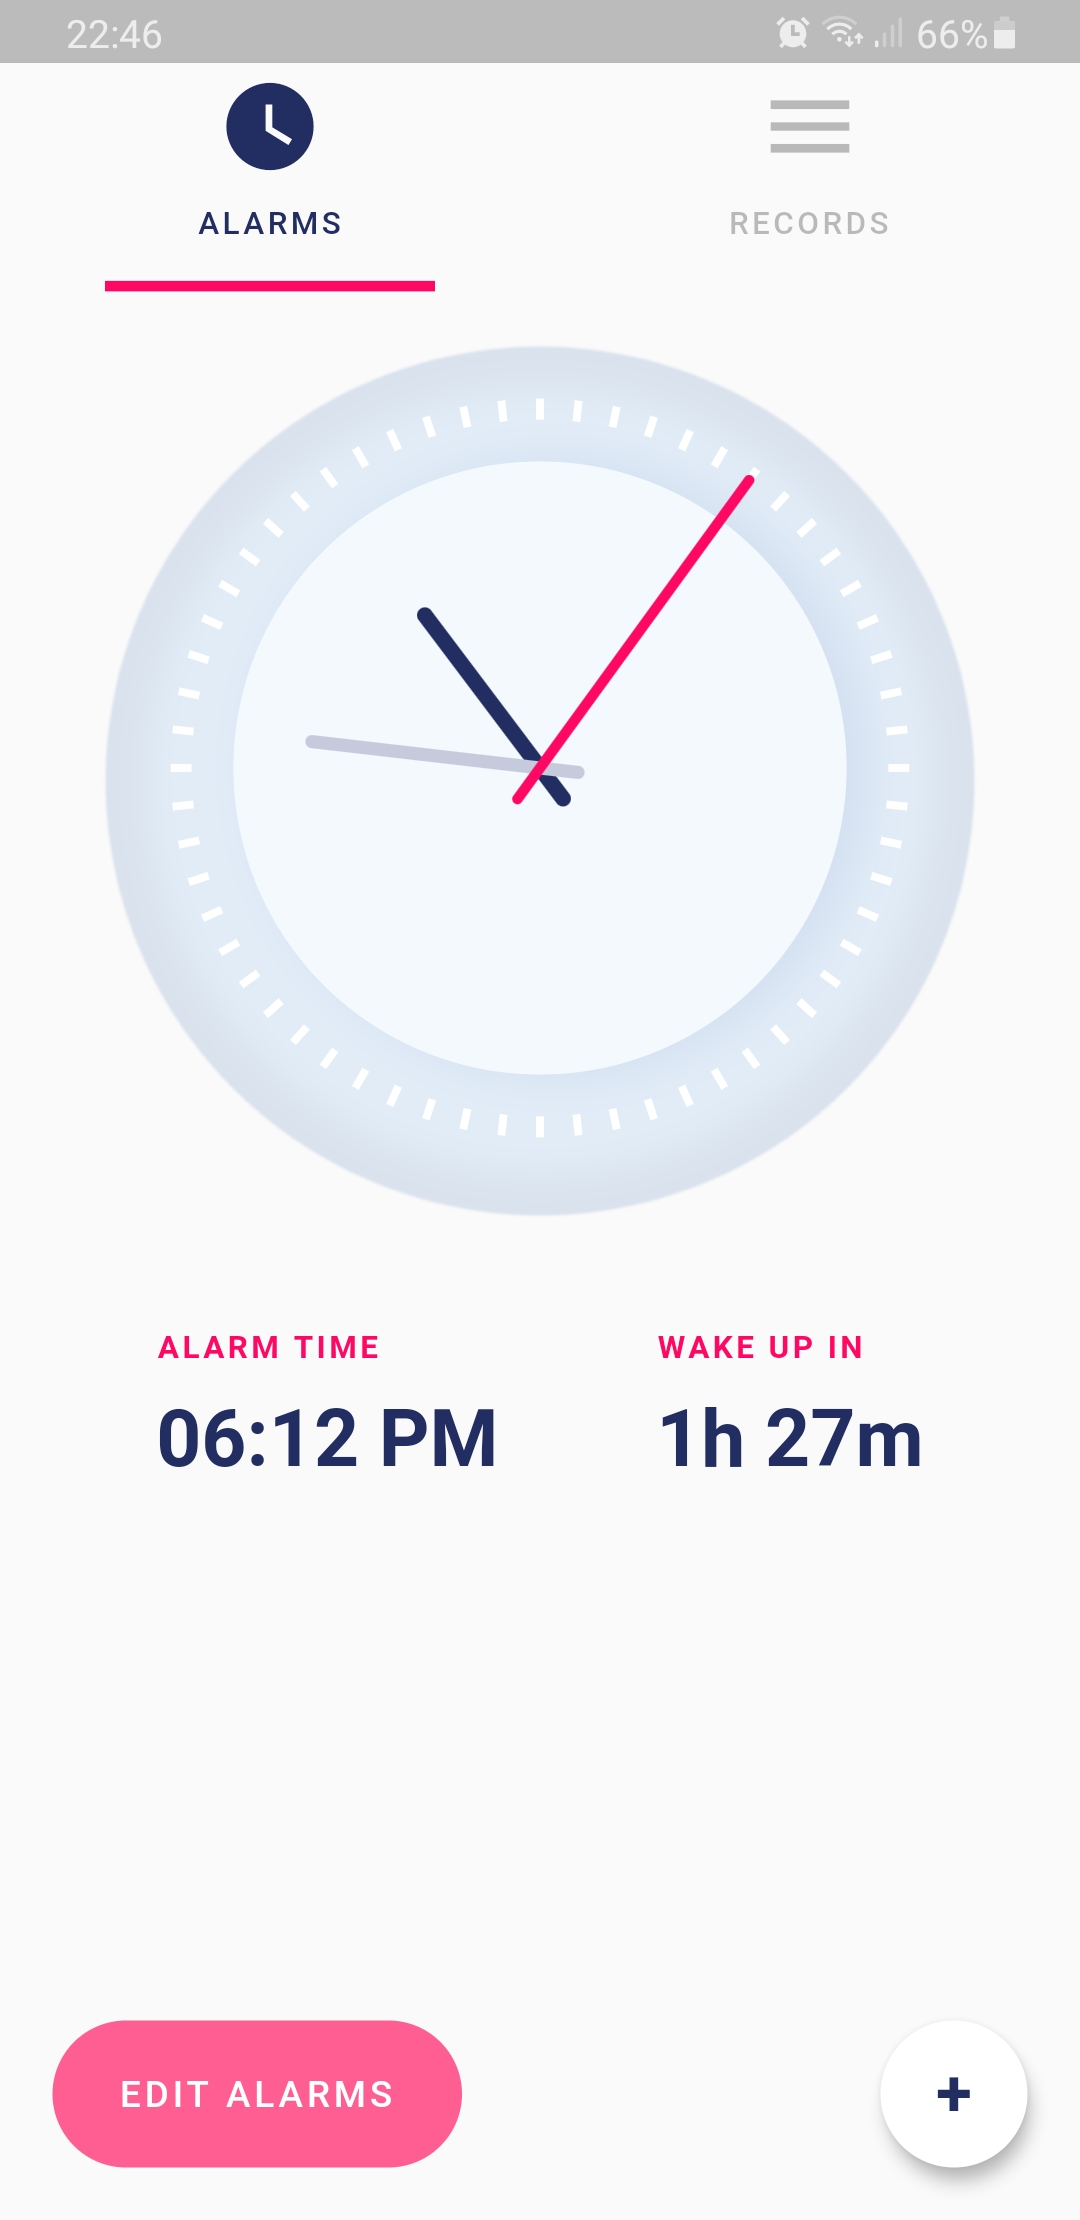 22:46 66%
ALARMS RECORDS
ALARM TIME WAKE UP IN
06:12 PM 1h 27m
EDIT ALARMS +